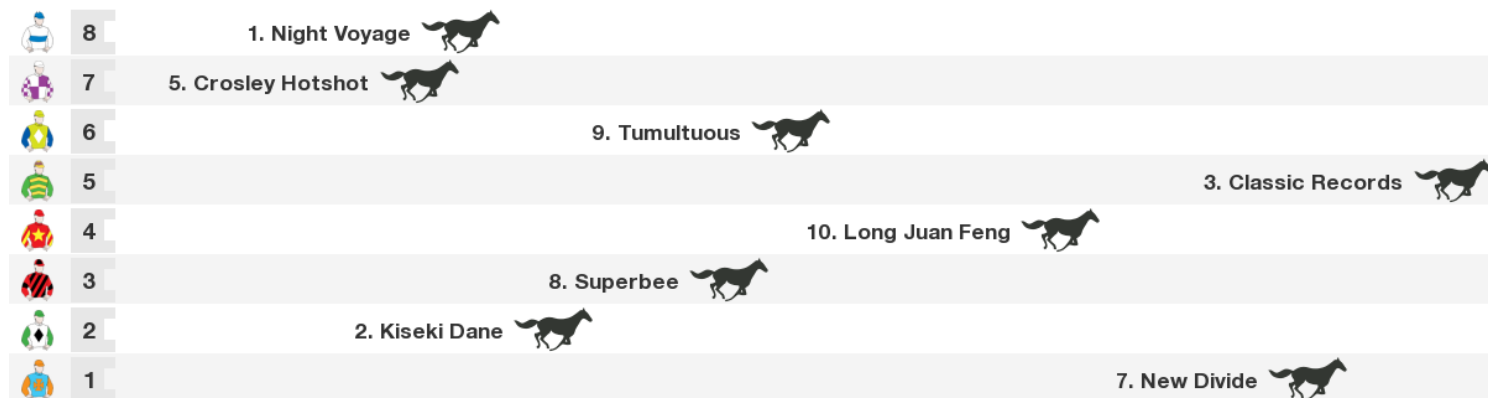 8 1. Night Voyage
7 5. Crosley Hotshot
6 9. Tumultuous
5 3. Classic Records
4 10. Long Juan Feng
3 8. Superbee
2 2. Kiseki Dane
1 7. New Divide